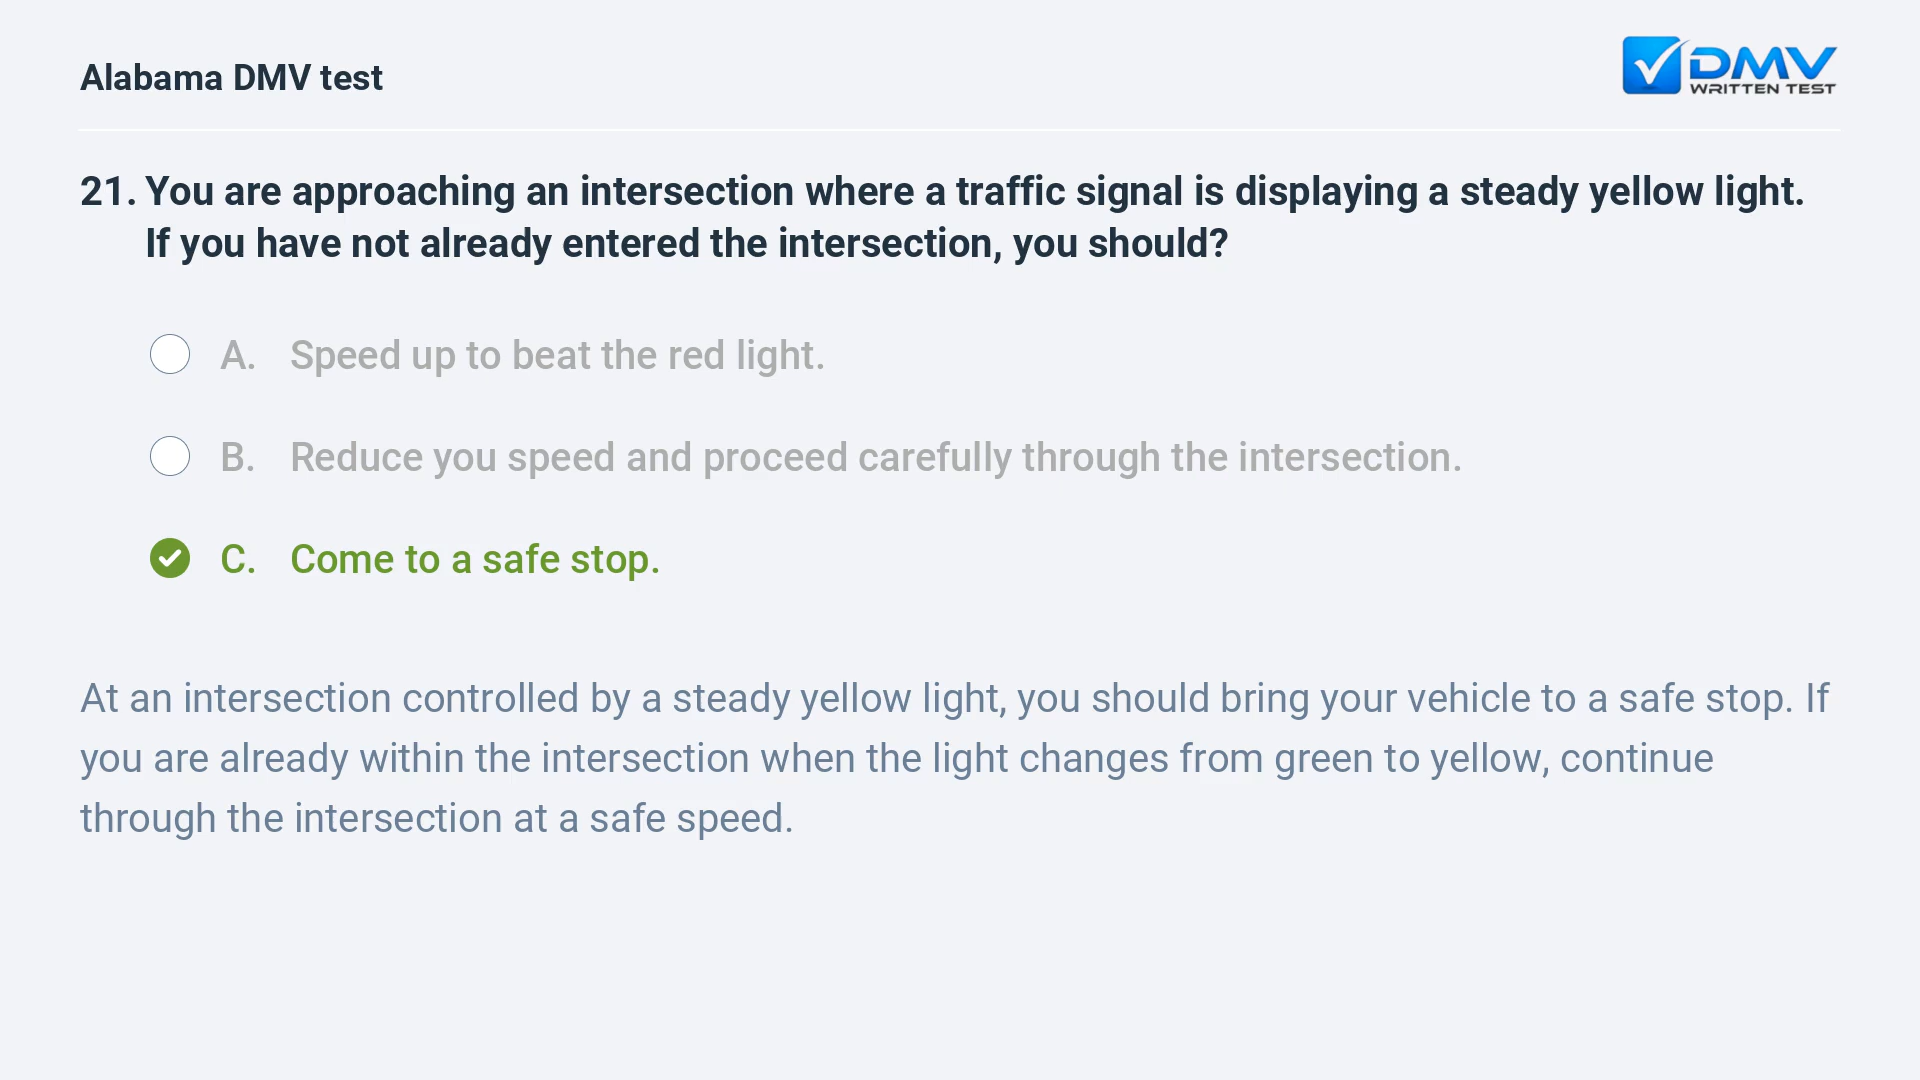 Alabama DMV test
DMV
WRITTEN TEST
21. You are approaching an intersection where a traffic signal is displaying a steady yellow light.
If you have not already entered the intersection, you should?
A. Speed up to beat the red light.
B. Reduce you speed and proceed carefully through the intersection.
C. Come to a safe stop.
At an intersection controlled by a steady yellow light, you should bring your vehicle to a safe stop. If
you are already within the intersection when the light changes from green to yellow, continue
through the intersection at a safe speed.